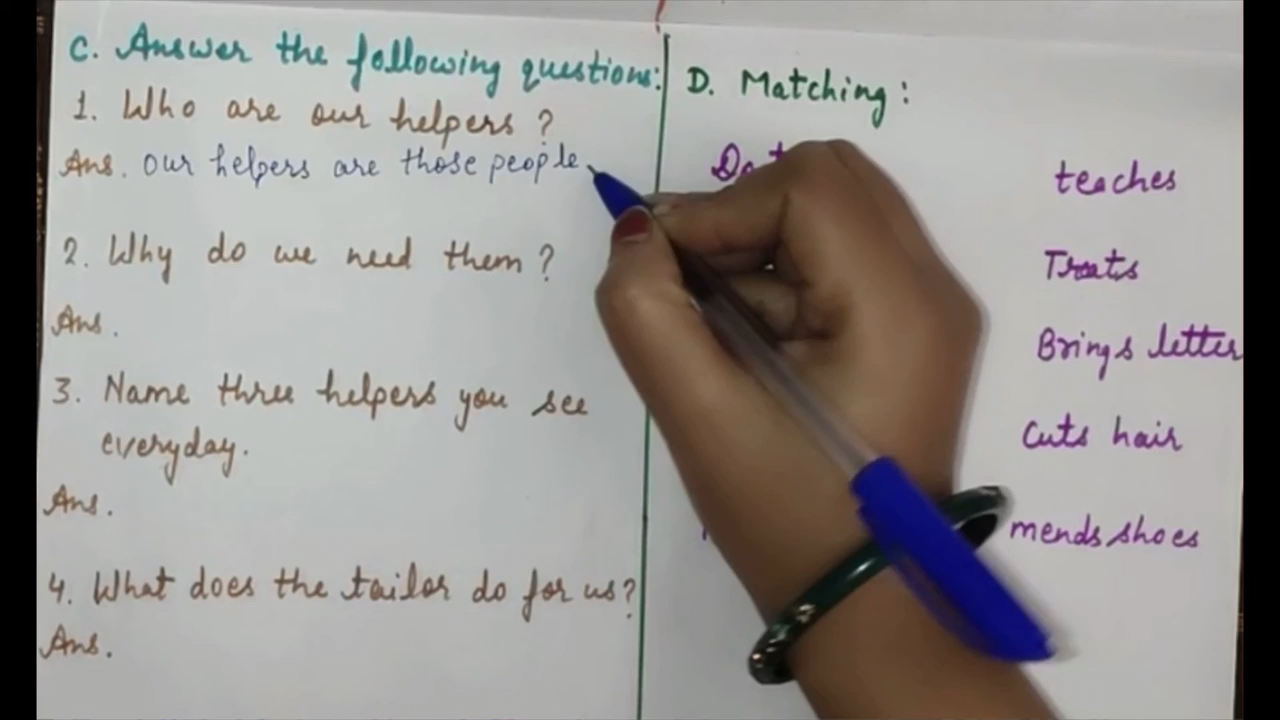 C. Answer the following questions:
1. Who are our helpers ?
Ans. Our helpers are those people
2. Why do we need them ?
Ans.
3. Name three helpers you see
everyday.
Ans.
4. What does the tailor do for us?
Ans.
D. Matching :
teaches
Treats
Brings letter
Cuts hair
mends shoes